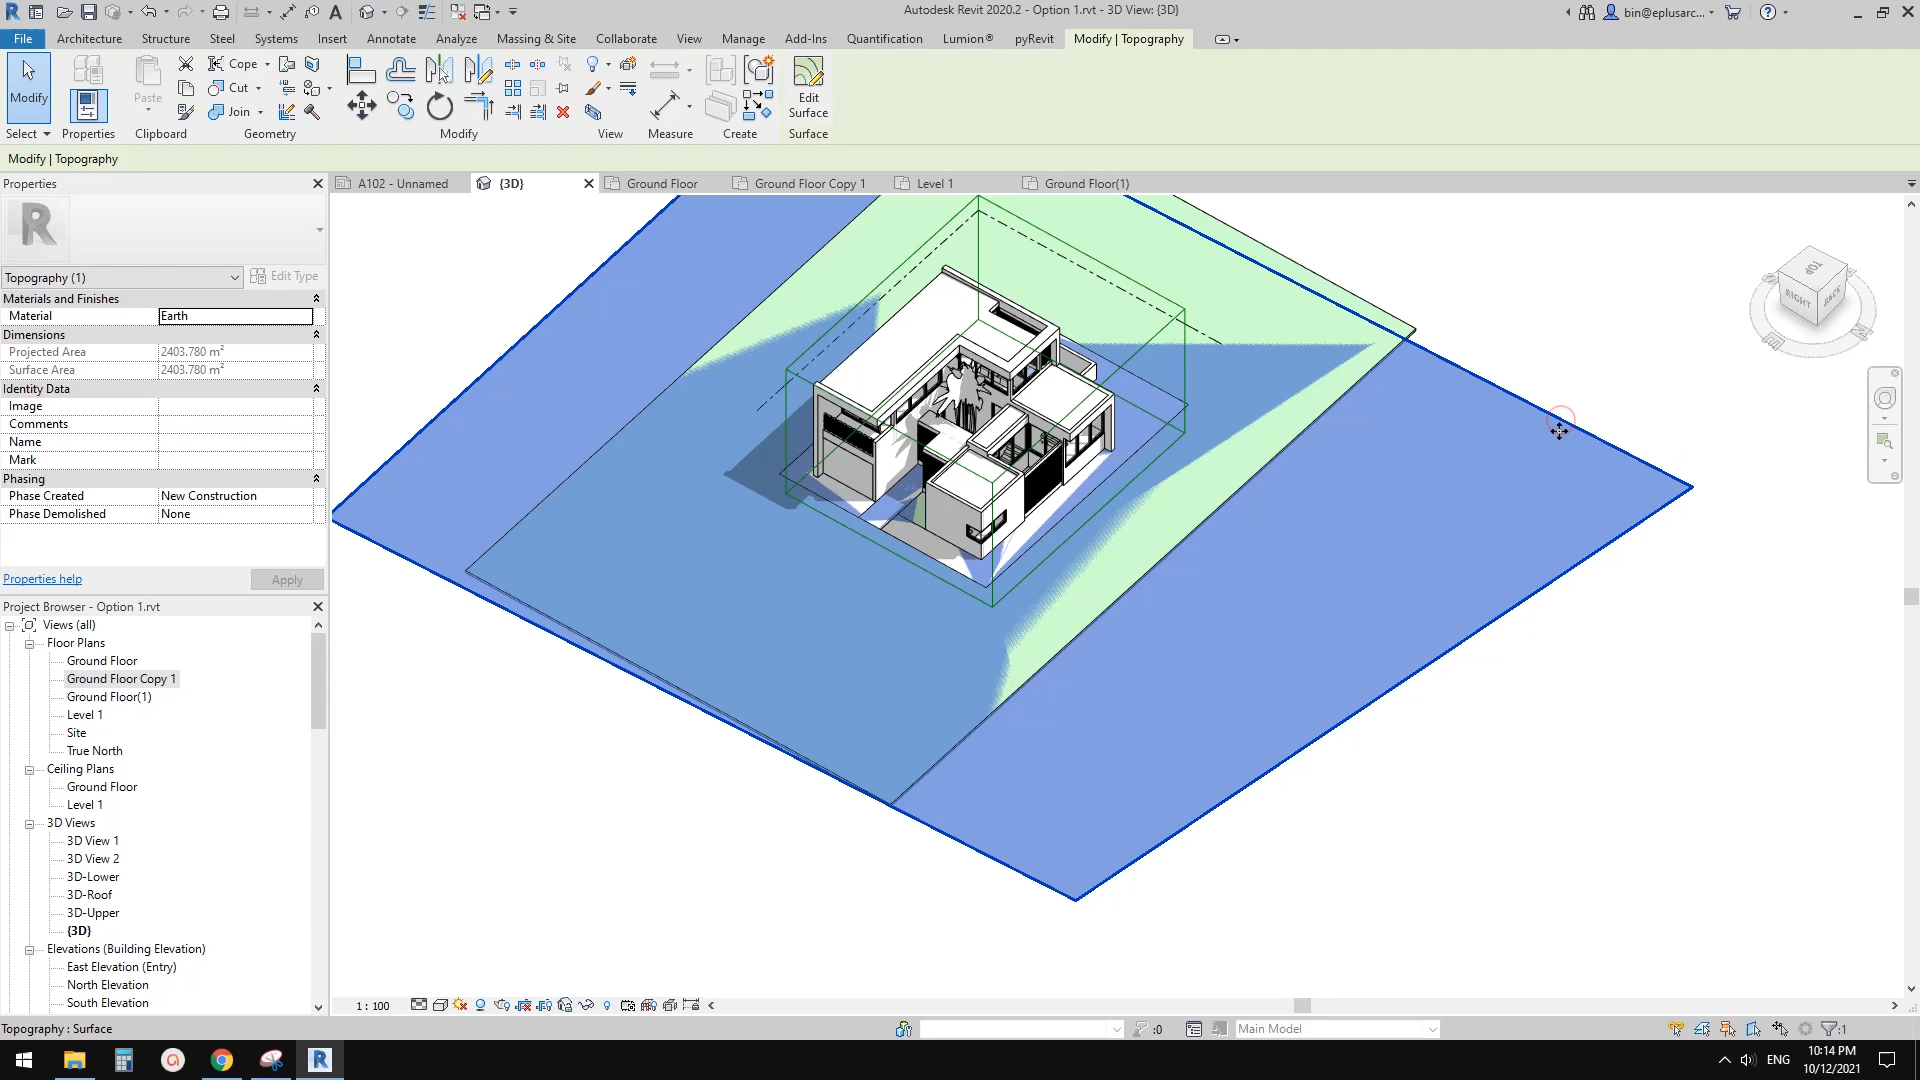 Autodesk Revit 2020.2 - Option 1.rvt - 3D View: {3D}
bin@eplusarc...
File Architecture Structure Steel Systems Insert Annotate Analyze Massing & Site Collaborate View Manage Add-Ins Quantification Lumion® pyRevit Modify | Topography
Cope
Cut
Join
Modify
Paste
Edit
Surface
Select Properties Clipboard Geometry Modify View Measure Create Surface
Modify | Topography
Properties
A102 - Unnamed
{3D}
Ground Floor
Ground Floor Copy 1
Level 1
Ground Floor(1)
Topography (1)
Edit Type
Materials and Finishes
Material Earth
Dimensions
Projected Area 2403.780 m²
Surface Area 2403.780 m²
Identity Data
Image
Comments
Name
Mark
Phasing
Phase Created New Construction
Phase Demolished None
Properties help
Apply
Project Browser - Option 1.rvt
Views (all)
Floor Plans
Ground Floor
Ground Floor Copy 1
Ground Floor(1)
Level 1
Site
True North
Ceiling Plans
Ground Floor
Level 1
3D Views
3D View 1
3D View 2
3D-Lower
3D-Roof
3D-Upper
{3D}
Elevations (Building Elevation)
East Elevation (Entry)
North Elevation
South Elevation
TOP
RIGHT
BACK
1 : 100
Topography : Surface
:0
Main Model
:1
ENG
10:14 PM
10/12/2021